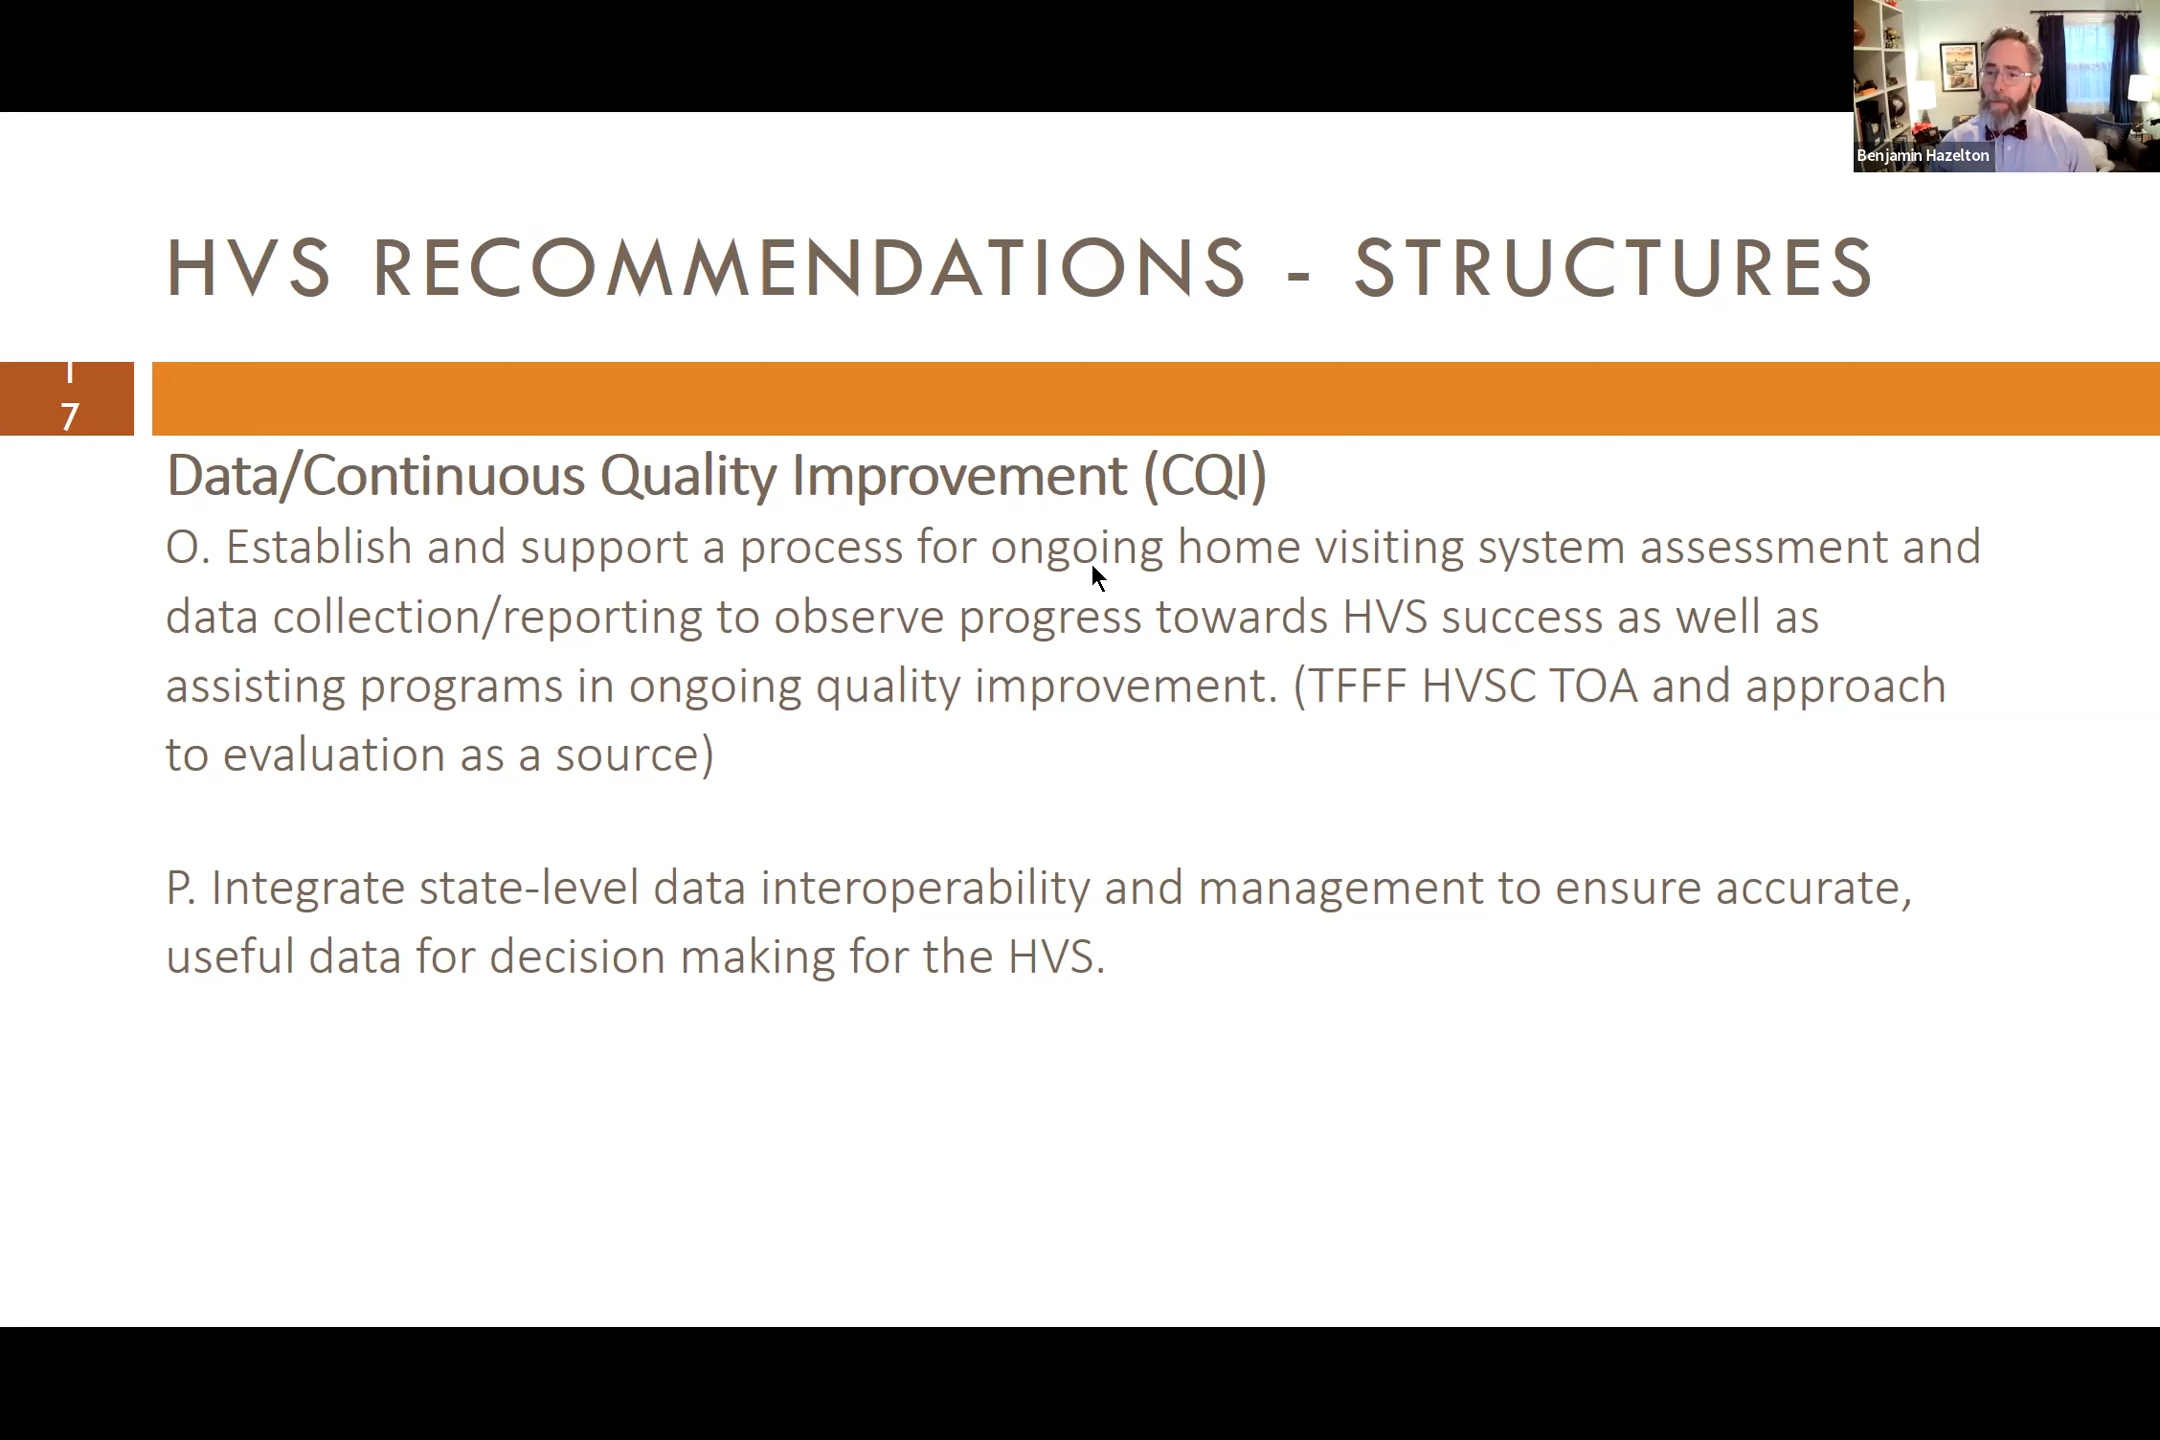 Benjamin Hazelton
HVS RECOMMENDATIONS - STRUCTURES
1
7
Data/Continuous Quality Improvement (CQI)
O. Establish and support a process for ongoing home visiting system assessment and
data collection/reporting to observe progress towards HVS success as well as
assisting programs in ongoing quality improvement. (TFFF HVSC TOA and approach
to evaluation as a source)
P. Integrate state-level data interoperability and management to ensure accurate,
useful data for decision making for the HVS.